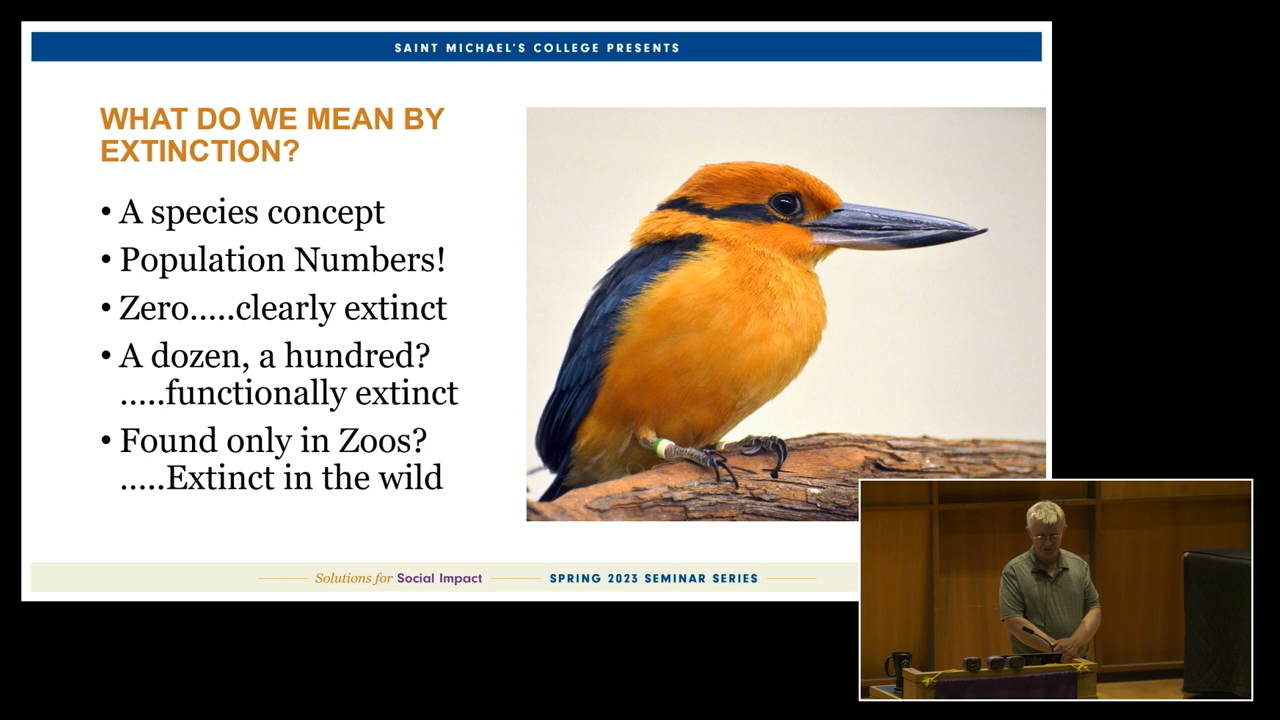 SAINT MICHAEL'S COLLEGE PRESENTS
WHAT DO WE MEAN BY
EXTINCTION?
• A species concept
• Population Numbers!
• Zero.....clearly extinct
• A dozen, a hundred?
.....functionally extinct
• Found only in Zoos?
.....Extinct in the wild
Solutions for Social Impact SPRING 2023 SEMINAR SERIES